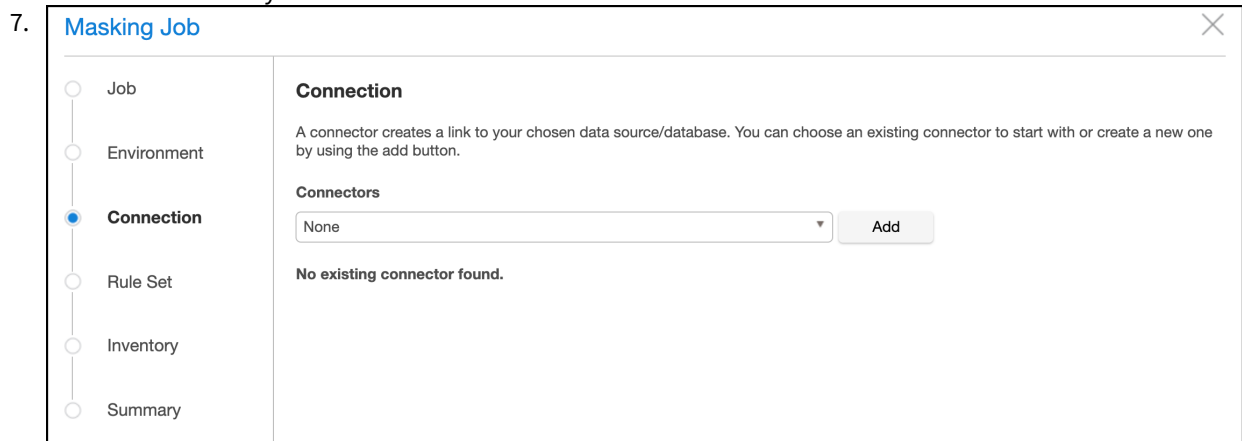 7.
Masking Job
Job
Environment
Connection
Rule Set
Inventory
Summary
Connection
A connector creates a link to your chosen data source/database. You can choose an existing connector to start with or create a new one
by using the add button.
Connectors
None
Add
No existing connector found.